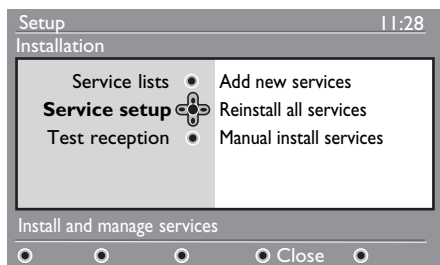 Setup 11:28
Installation
Service lists Add new services
Service setup Reinstall all services
Test reception Manual install services
Install and manage services
Close